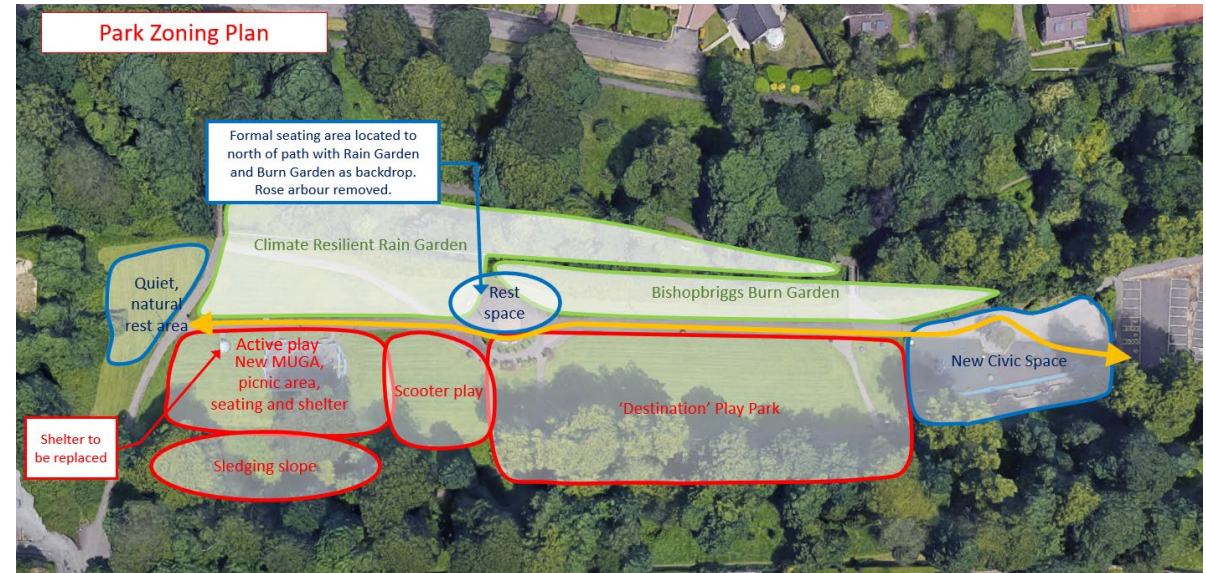 Park Zoning Plan
Formal seating area located to
north of path with Rain Garden
and Burn Garden as backdrop.
Rose arbour removed.
Climate Resilient Rain Garden
Quiet,
natural
rest area
Rest
space
Bishopbriggs Burn Garden
Active play
New MUGA,
picnic area,
seating and shelter
Scooter play
'Destination' Play Park
New Civic Space
Shelter to
be replaced
Sledging slope